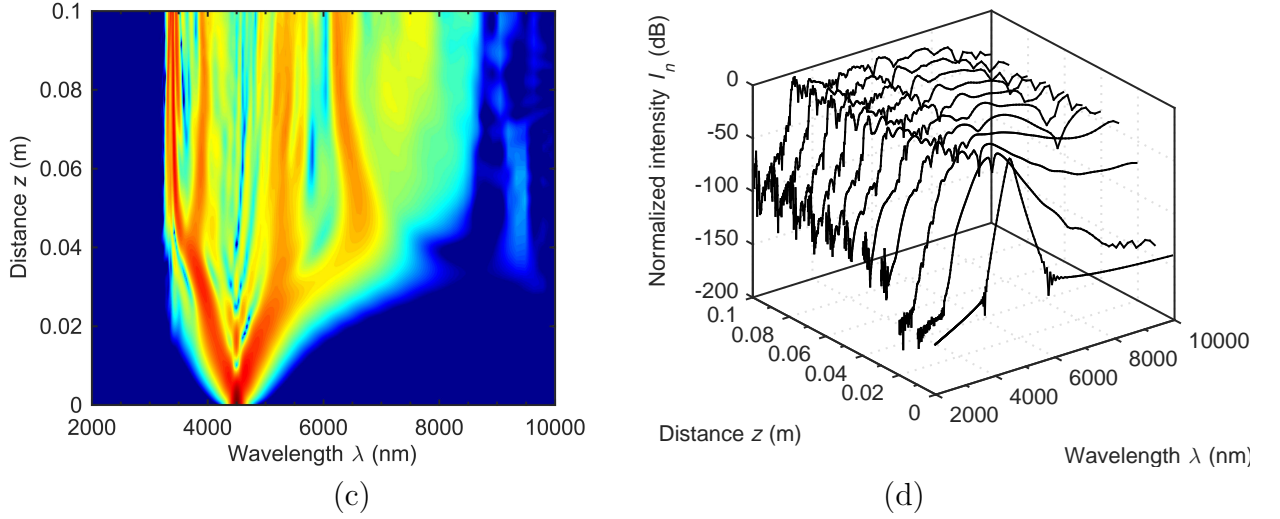 0.1
0.08
0.06
0.04
0.02
0
Distance z (m)
2000 4000 6000 8000 10000
Wavelength λ (nm)
(c)
Normalized intensity I_n (dB)
0
-50
-100
-150
-200
0.1
0.08
0.06
0.04
0.02
0
Distance z (m)
2000
4000
6000
8000
10000
Wavelength λ (nm)
(d)